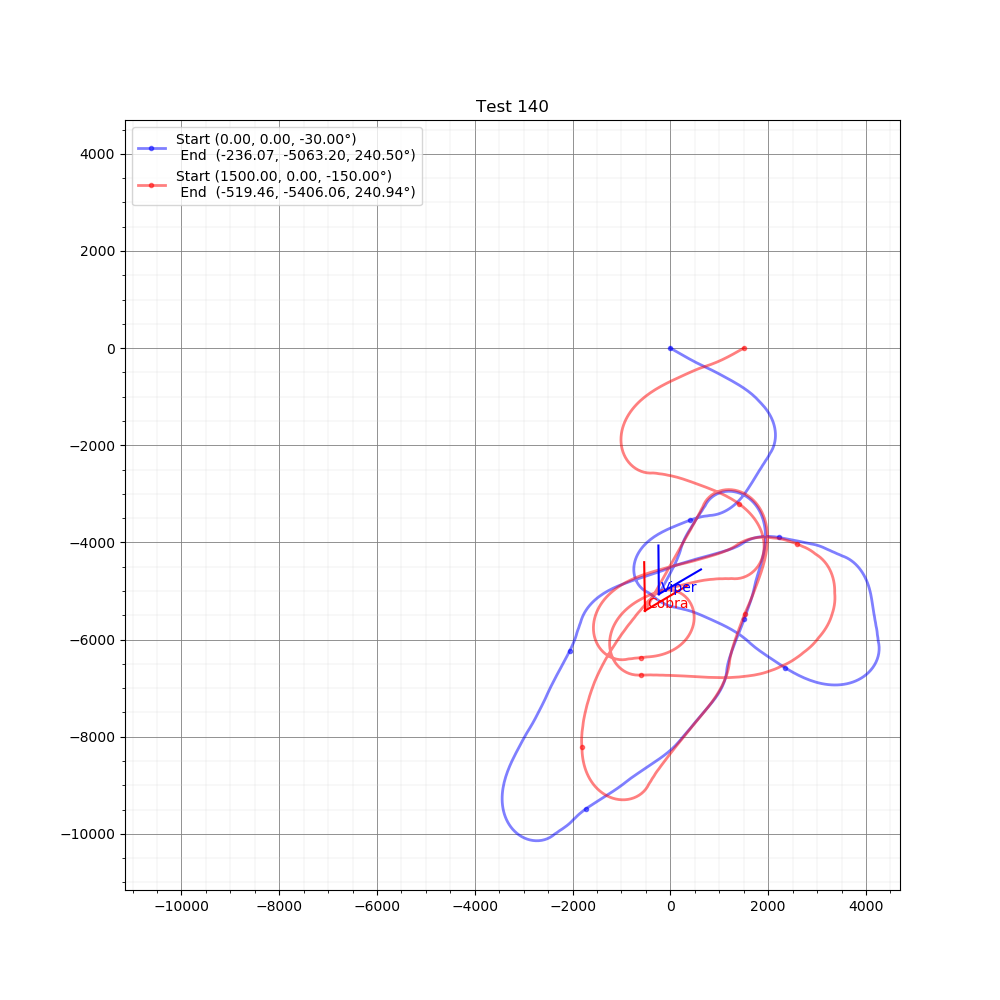 Test 140
Start (0.00, 0.00, -30.00°)
End  (-236.07, -5063.20, 240.50°)
Start (1500.00, 0.00, -150.00°)
End  (-519.46, -5406.06, 240.94°)
4000
2000
0
−2000
−4000
Viper
Cobra
−6000
−8000
−10000
−10000 −8000 −6000 −4000 −2000 0 2000 4000